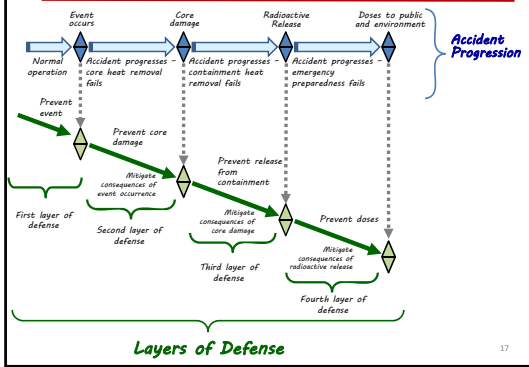 Event
occurs
Core
damage
Radioactive
Release
Doses to public
and environment
Accident
Progression
Normal
operation
Accident progresses –
core heat removal
fails
Accident progresses –
containment heat
removal fails
Accident progresses –
emergency
preparedness fails
Prevent
event
Prevent core
damage
Mitigate
consequences of
event occurrence
Prevent release
from
containment
Mitigate
consequences of
core damage
Prevent doses
Mitigate
consequences of
radioactive release
First layer of
defense
Second layer of
defense
Third layer of
defense
Fourth layer of
defense
Layers of Defense
17